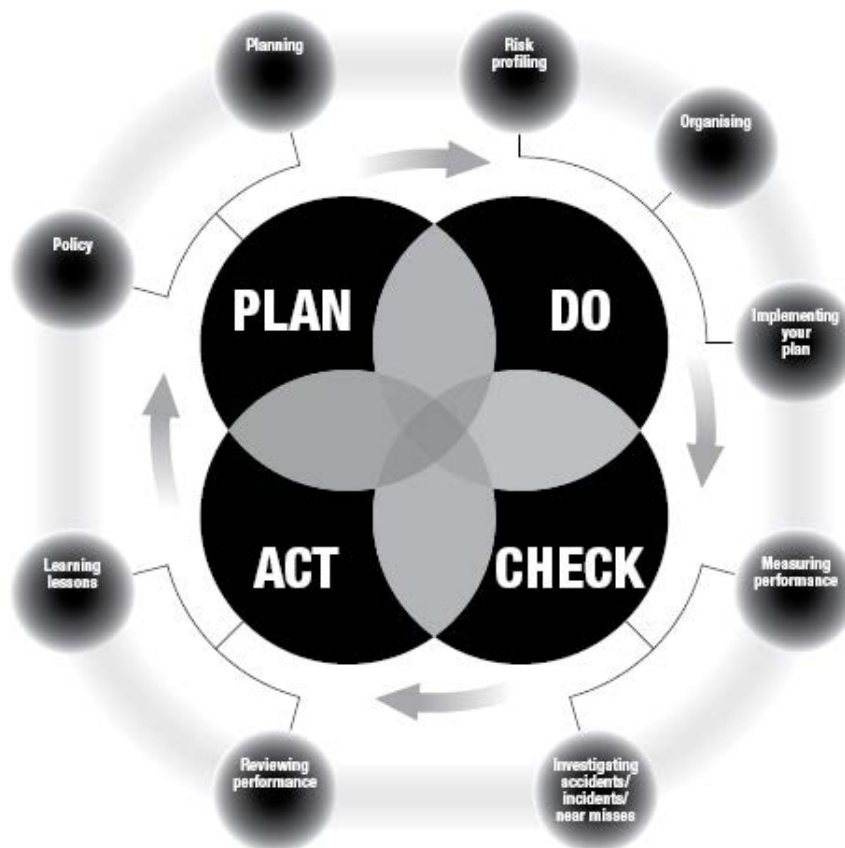 Planning
Risk
profiling
Organising
Policy
PLAN
DO
Implementing
your
plan
Learning
lessons
ACT
CHECK
Measuring
performance
Reviewing
performance
Investigating
accidents/
incidents/
near misses